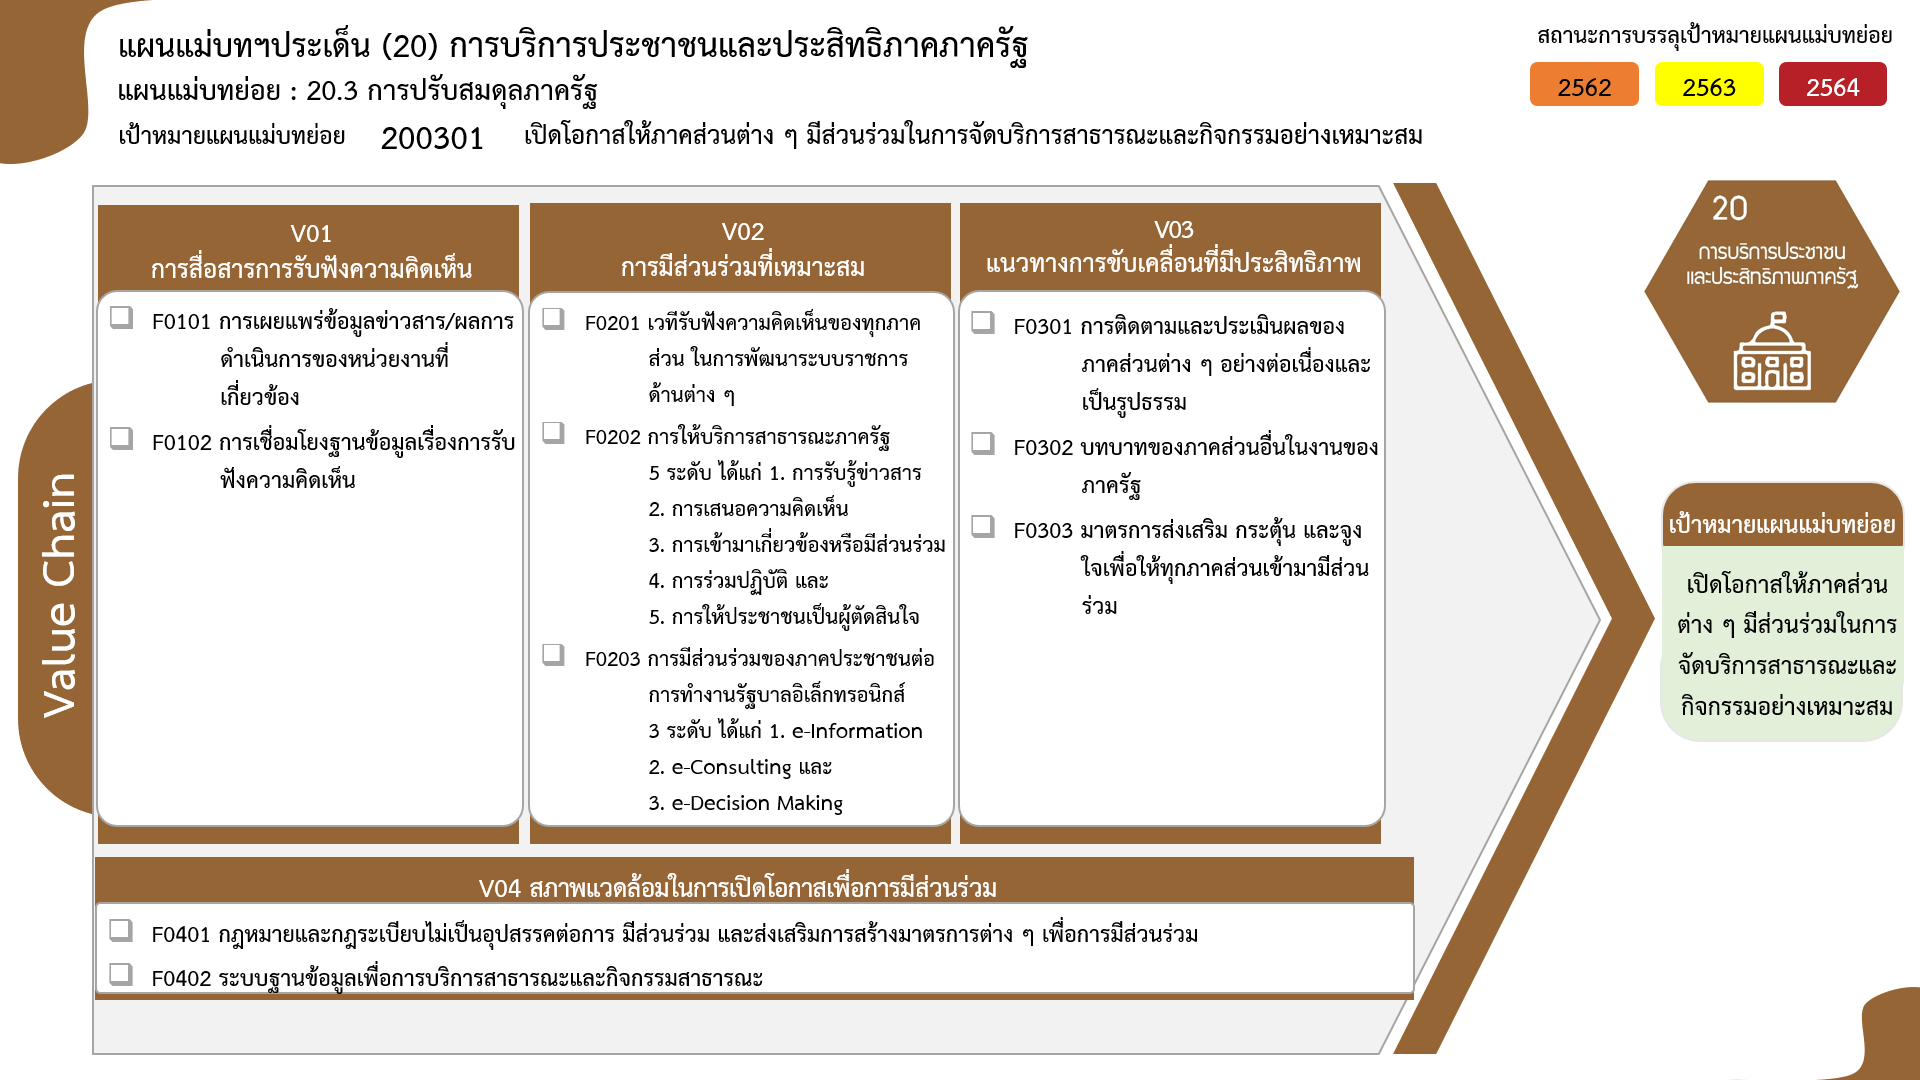 แผนแม่บทฯประเด็น (20) การบริการประชาชนและประสิทธิภาคภาครัฐ
แผนแม่บทย่อย : 20.3 การปรับสมดุลภาครัฐ
เป้าหมายแผนแม่บทย่อย 200301 เปิดโอกาสให้ภาคส่วนต่าง ๆ มีส่วนร่วมในการจัดบริการสาธารณะและกิจกรรมอย่างเหมาะสม
สถานะการบรรลุเป้าหมายแผนแม่บทย่อย
2562 2563 2564
Value Chain
V01
การสื่อสารการรับฟังความคิดเห็น
F0101 การเผยแพร่ข้อมูลข่าวสาร/ผลการ
ดำเนินการของหน่วยงานที่
เกี่ยวข้อง
F0102 การเชื่อมโยงฐานข้อมูลเรื่องการรับ
ฟังความคิดเห็น
V02
การมีส่วนร่วมที่เหมาะสม
F0201 เวทีรับฟังความคิดเห็นของทุกภาค
ส่วน ในการพัฒนาระบบราชการ
ด้านต่าง ๆ
F0202 การให้บริการสาธารณะภาครัฐ
5 ระดับ ได้แก่ 1. การรับรู้ข่าวสาร
2. การเสนอความคิดเห็น
3. การเข้ามาเกี่ยวข้องหรือมีส่วนร่วม
4. การร่วมปฏิบัติ และ
5. การให้ประชาชนเป็นผู้ตัดสินใจ
F0203 การมีส่วนร่วมของภาคประชาชนต่อ
การทำงานรัฐบาลอิเล็กทรอนิกส์
3 ระดับ ได้แก่ 1. e-Information
2. e-Consulting และ
3. e-Decision Making
V03
แนวทางการขับเคลื่อนที่มีประสิทธิภาพ
F0301 การติดตามและประเมินผลของ
ภาคส่วนต่าง ๆ อย่างต่อเนื่องและ
เป็นรูปธรรม
F0302 บทบาทของภาคส่วนอื่นในงานของ
ภาครัฐ
F0303 มาตรการส่งเสริม กระตุ้น และจูง
ใจเพื่อให้ทุกภาคส่วนเข้ามามีส่วน
ร่วม
V04 สภาพแวดล้อมในการเปิดโอกาสเพื่อการมีส่วนร่วม
F0401 กฎหมายและกฎระเบียบไม่เป็นอุปสรรคต่อการ มีส่วนร่วม และส่งเสริมการสร้างมาตรการต่าง ๆ เพื่อการมีส่วนร่วม
F0402 ระบบฐานข้อมูลเพื่อการบริการสาธารณะและกิจกรรมสาธารณะ
20
การบริการประชาชน
และประสิทธิภาพภาครัฐ
เป้าหมายแผนแม่บทย่อย
เปิดโอกาสให้ภาคส่วน
ต่าง ๆ มีส่วนร่วมในการ
จัดบริการสาธารณะและ
กิจกรรมอย่างเหมาะสม